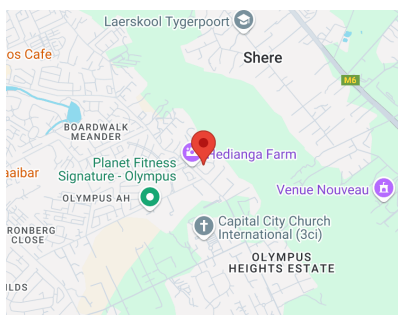 Laerskool Tygerpoort
os Cafe
Shere
M6
BOARDWALK
MEANDER
Hedianga Farm
Planet Fitness
Signature - Olympus
aaibar
Venue Nouveau
OLYMPUS AH
Capital City Church
International (3ci)
RONBERG
CLOSE
OLYMPUS
HEIGHTS ESTATE
ILDS